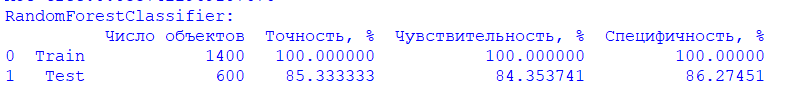 RandomForestClassifier:
Число объектов Точность, % Чувствительность, % Специфичность, %
0 Train 1400 100.000000 100.000000 100.00000
1 Test 600 85.333333 84.353741 86.27451